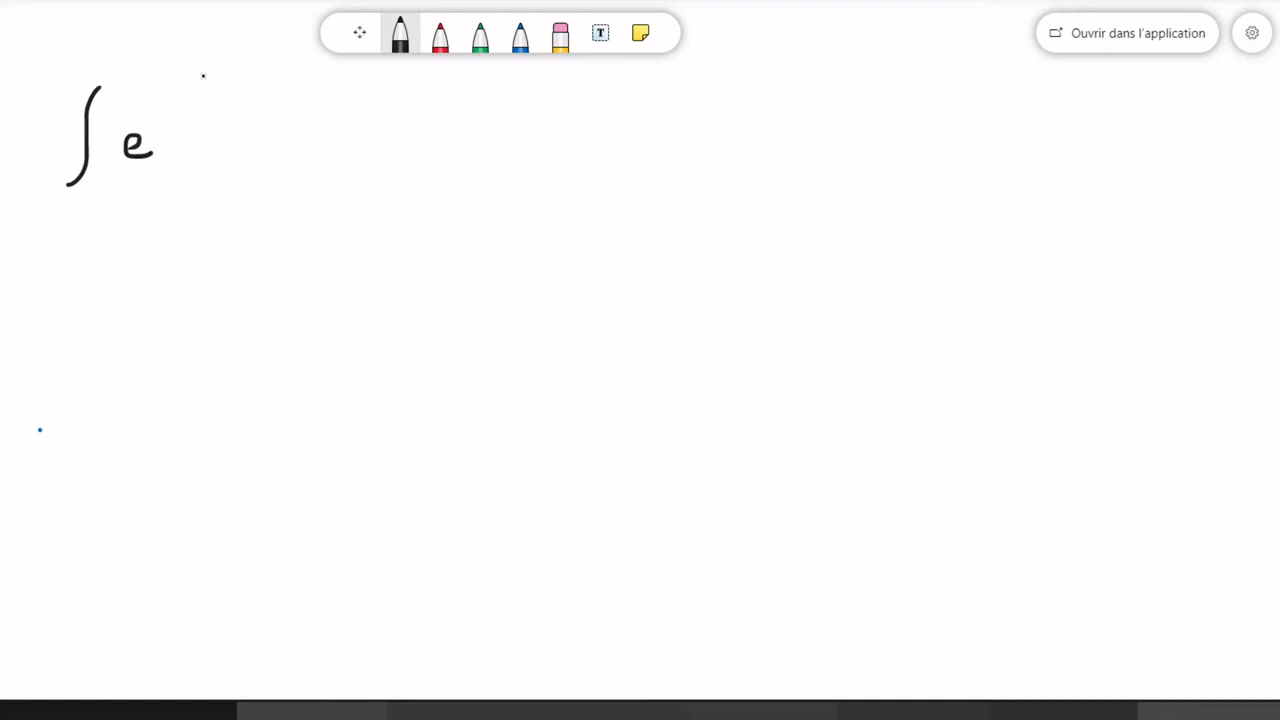 T
Ouvrir dans l'application
∫ e